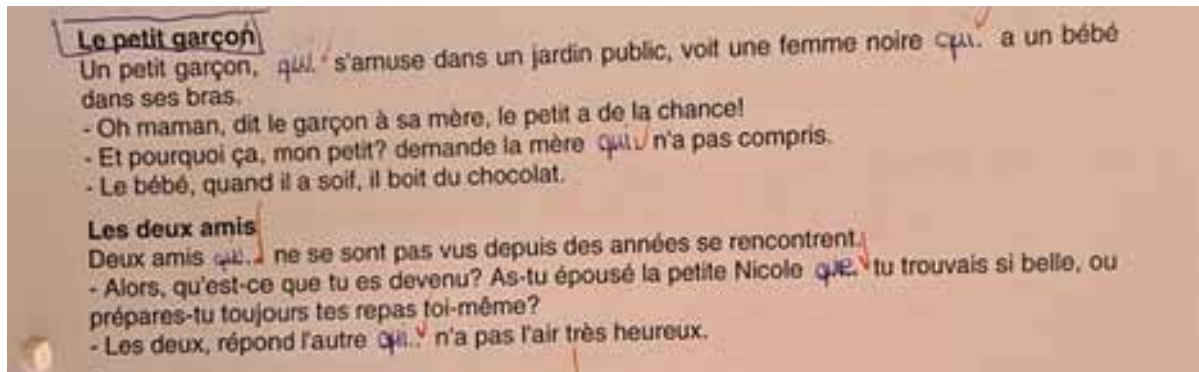 Le petit garçon
Un petit garçon, qui s'amuse dans un jardin public, voit une femme noire qui a un bébé
dans ses bras.
- Oh maman, dit le garçon à sa mère, le petit a de la chance!
- Et pourquoi ça, mon petit? demande la mère qui n'a pas compris.
- Le bébé, quand il a soif, il boit du chocolat.
Les deux amis
Deux amis qui ne se sont pas vus depuis des années se rencontrent.
- Alors, qu'est-ce que tu es devenu? As-tu épousé la petite Nicole que tu trouvais si belle, ou
prépares-tu toujours tes repas toi-même?
- Les deux, répond l'autre qui n'a pas l'air très heureux.